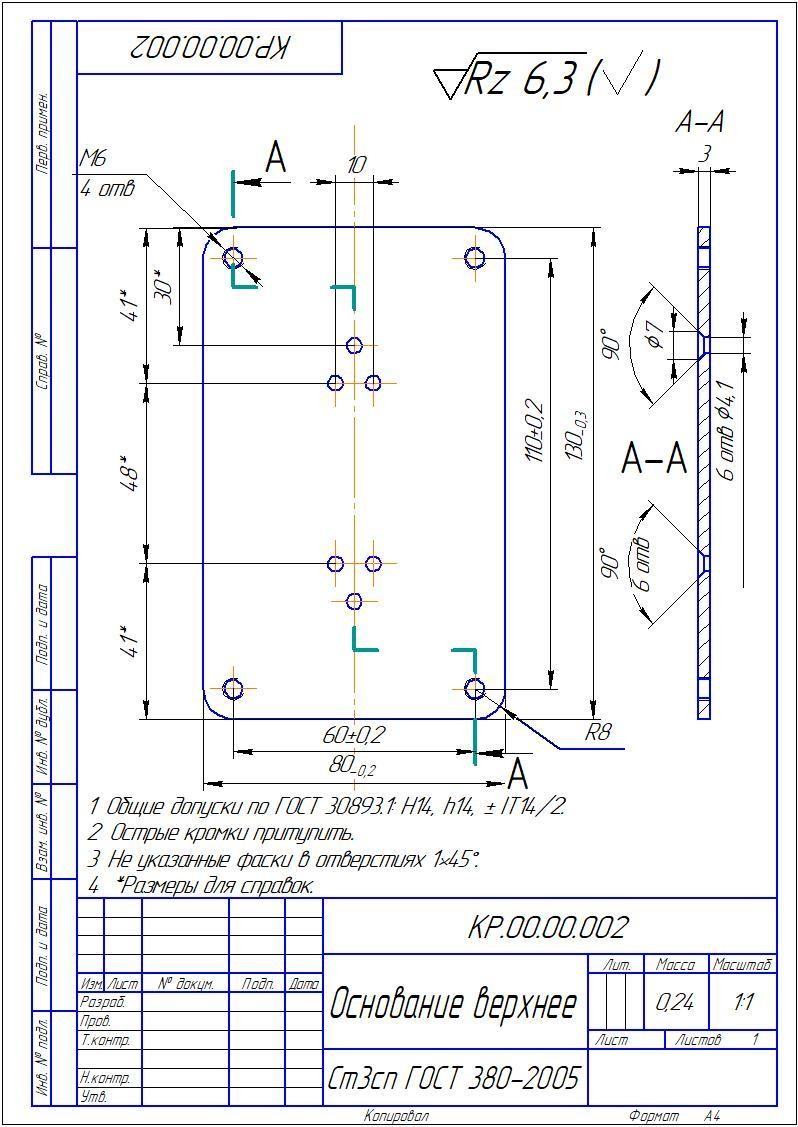 КР.00.00.002
Перв. примен.
Справ. №
Подп. и дата
Инв. № дубл.
Взам. инв. №
Подп. и дата
Инв. № подл.
Rz 6,3 (√)
А-А
3
М6
4 отв
А
10
41*
30*
48*
41*
110±0,2
130-0,3
90°
ϕ7
6 отв ϕ4,1
А-А
90°
6 отв
R8
60±0,2
80-0,2
А
1 Общие допуски по ГОСТ 30893.1: H14, h14, ± IT14/2.
2 Острые кромки притупить.
3 Не указанные фаски в отверстиях 1×45°.
4 *Размеры для справок.
КР.00.00.002
Изм. Лист № докум. Подп. Дата
Разраб.
Пров.
Т.контр.
Н.контр.
Утв.
Основание верхнее
Лит. Масса Масштаб
0,24 1:1
Лист Листов 1
Ст3сп ГОСТ 380-2005
Копировал Формат А4